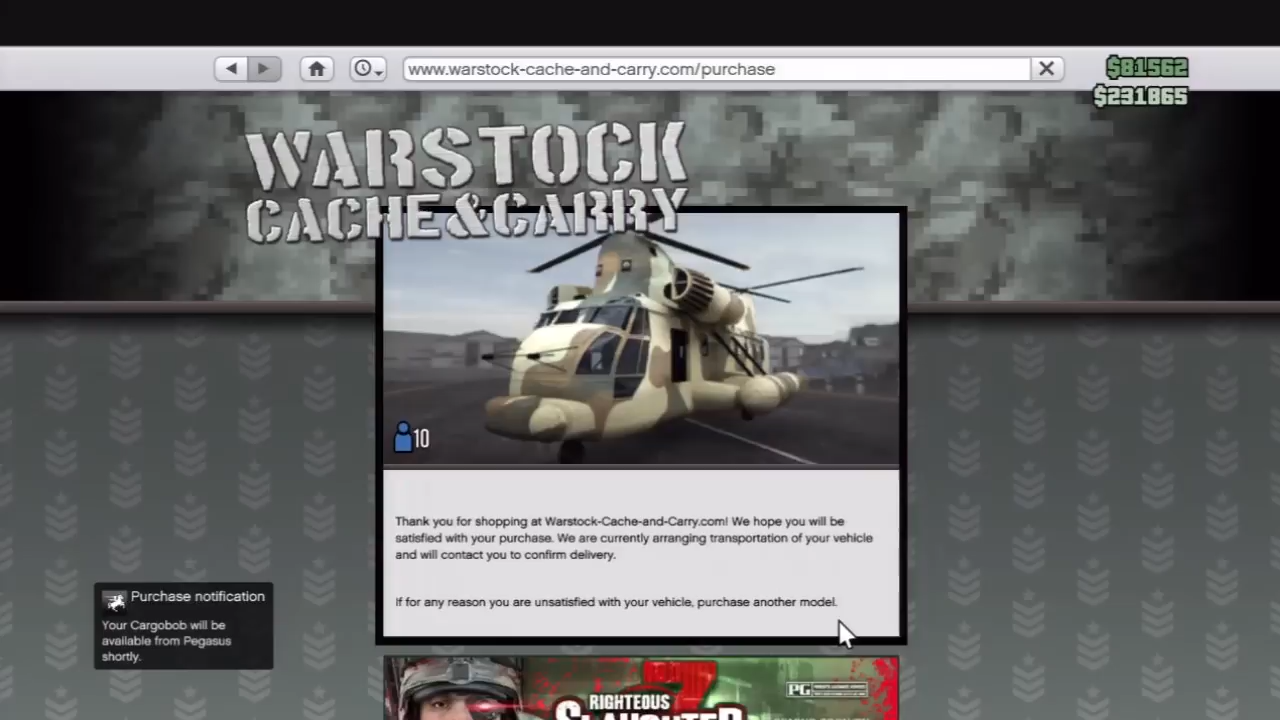 www.warstock-cache-and-carry.com/purchase
$81562
$231865
WARSTOCK
CACHE&CARRY
10
Thank you for shopping at Warstock-Cache-and-Carry.com! We hope you will be
satisfied with your purchase. We are currently arranging transportation of your vehicle
and will contact you to confirm delivery.
If for any reason you are unsatisfied with your vehicle, purchase another model.
Purchase notification
Your Cargobob will be
available from Pegasus
shortly.
RIGHTEOUS
SLAUGHTER
7
PG